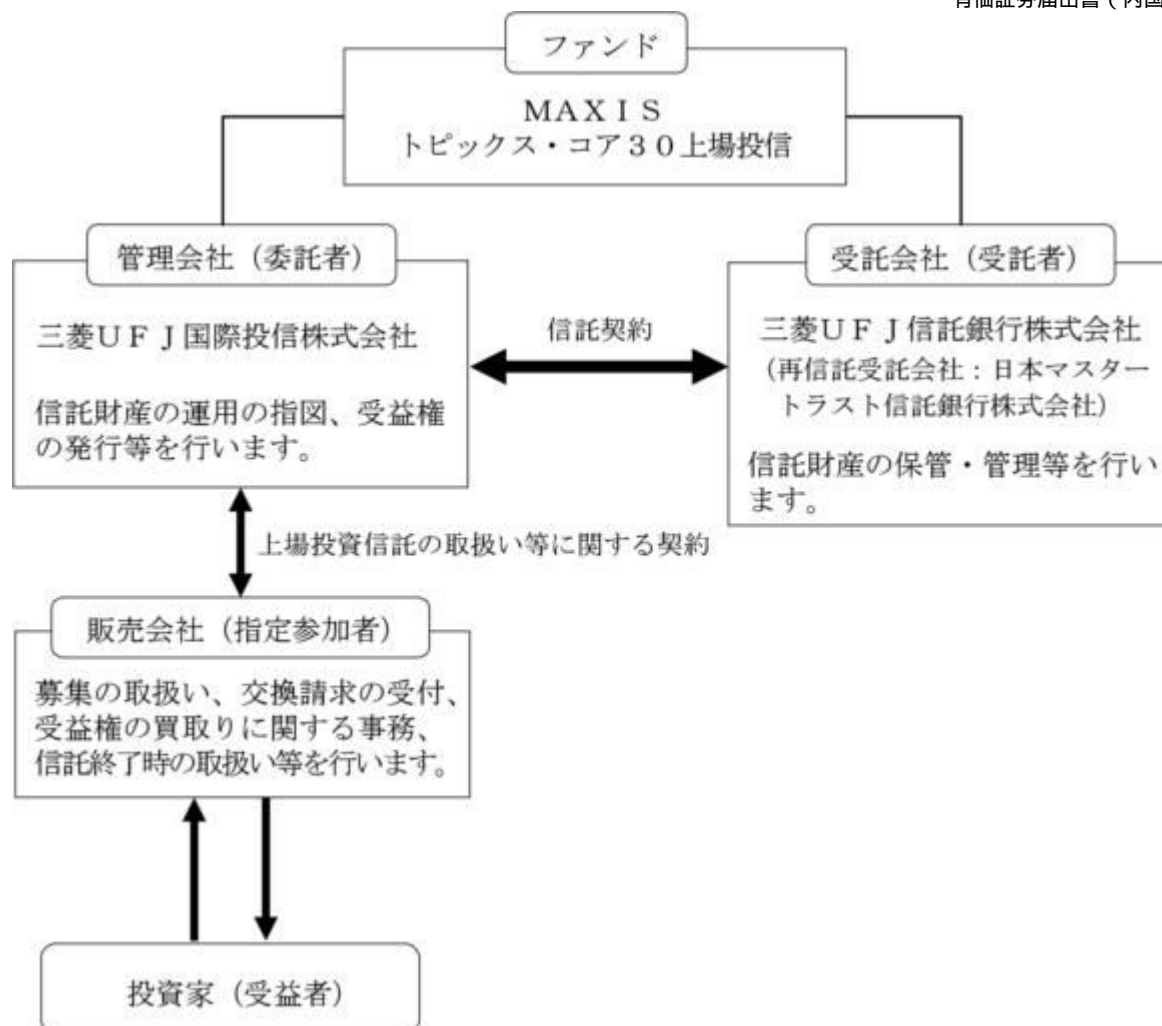 有価証券届出書（内国
ファンド
ＭＡＸＩＳ
トピックス・コア３０上場投信
管理会社（委託者）
三菱ＵＦＪ国際投信株式会社
信託財産の運用の指図、受益権
の発行等を行います。
信託契約
受託会社（受託者）
三菱ＵＦＪ信託銀行株式会社
（再信託受託会社：日本マスター
トラスト信託銀行株式会社）
信託財産の保管・管理等を行い
ます。
上場投資信託の取扱い等に関する契約
販売会社（指定参加者）
募集の取扱い、交換請求の受付、
受益権の買取りに関する事務、
信託終了時の取扱い等を行います。
投資家（受益者）